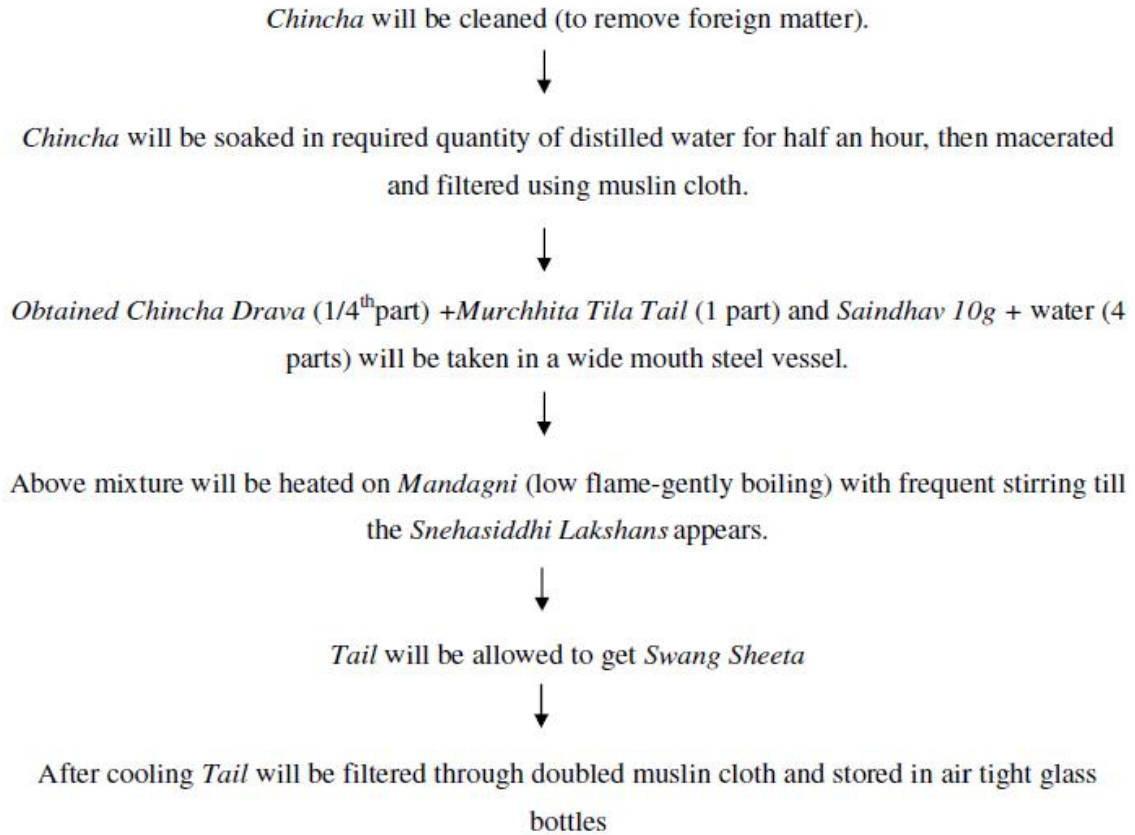 Chincha will be cleaned (to remove foreign matter).
Chincha will be soaked in required quantity of distilled water for half an hour, then macerated
and filtered using muslin cloth.
Obtained Chincha Drava (1/4th part) +Murchhita Tila Tail (1 part) and Saindhav 10g + water (4
parts) will be taken in a wide mouth steel vessel.
Above mixture will be heated on Mandagni (low flame-gently boiling) with frequent stirring till
the Snehasiddhi Lakshans appears.
Tail will be allowed to get Swang Sheeta
After cooling Tail will be filtered through doubled muslin cloth and stored in air tight glass
bottles